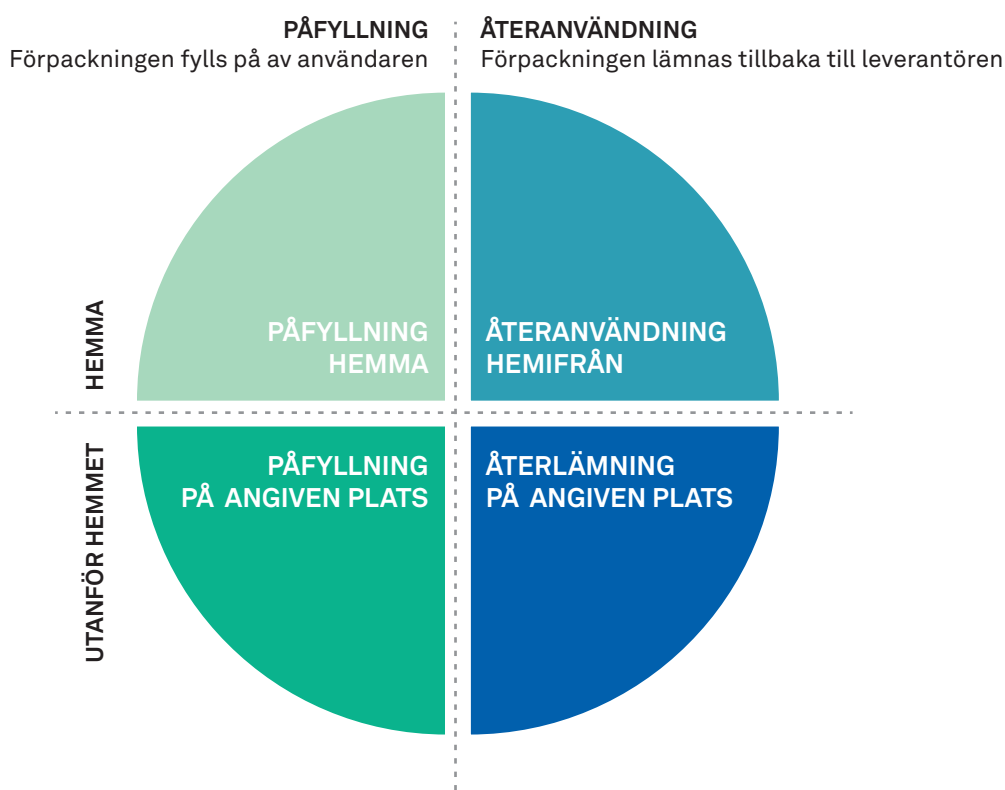 PÅFYLLNING
Förpackningen fylls på av användaren
ÅTERANVÄNDNING
Förpackningen lämnas tillbaka till leverantören
HEMMA
PÅFYLLNING
HEMMA
ÅTERANVÄNDNING
HEMIFRÅN
UTANFÖR HEMMET
PÅFYLLNING
PÅ ANGIVEN PLATS
ÅTERLÄMNING
PÅ ANGIVEN PLATS